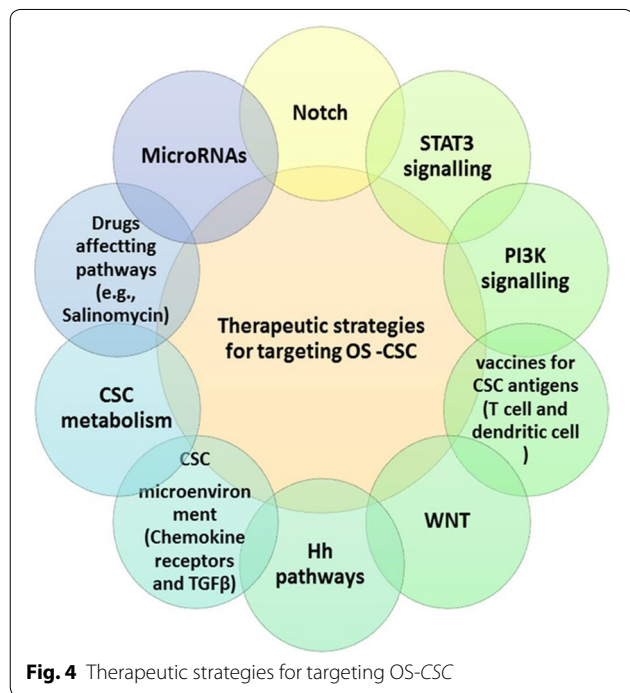 Notch
STAT3
signalling
PI3K
signalling
vaccines for
CSC antigens
(T cell and
dendritic cell
)
WNT
Hh
pathways
CSC
microenviron
ment
(Chemokine
receptors
and TGFβ)
CSC
metabolism
Drugs
affectting
pathways
(e.g.,
Salinomycin)
MicroRNAs
Therapeutic strategies
for targeting OS -CSC
Fig. 4 Therapeutic strategies for targeting OS-CSC